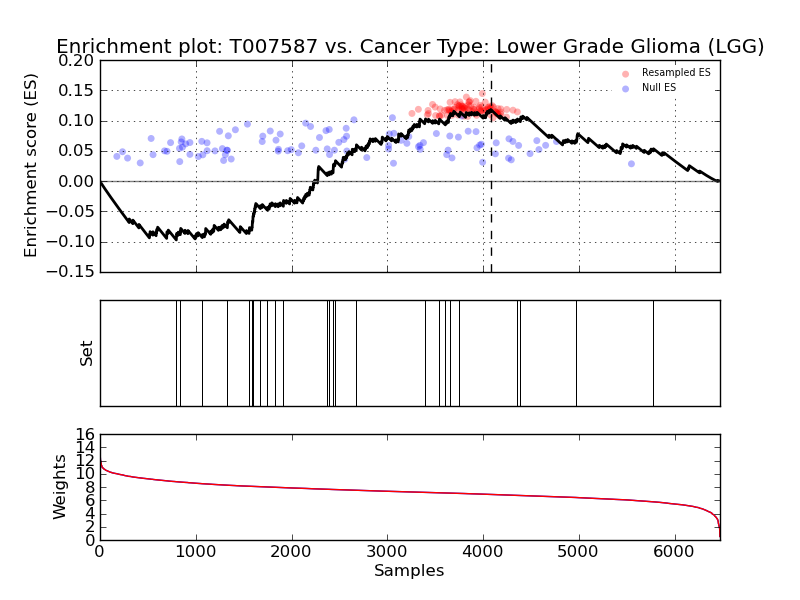 Enrichment plot: T007587 vs. Cancer Type: Lower Grade Glioma (LGG)
Enrichment score (ES)
0.20
0.15
0.10
0.05
0.00
−0.05
−0.10
−0.15
Resampled ES
Null ES
Set
Weights
16
14
12
10
8
6
4
2
0
0 1000 2000 3000 4000 5000 6000
Samples